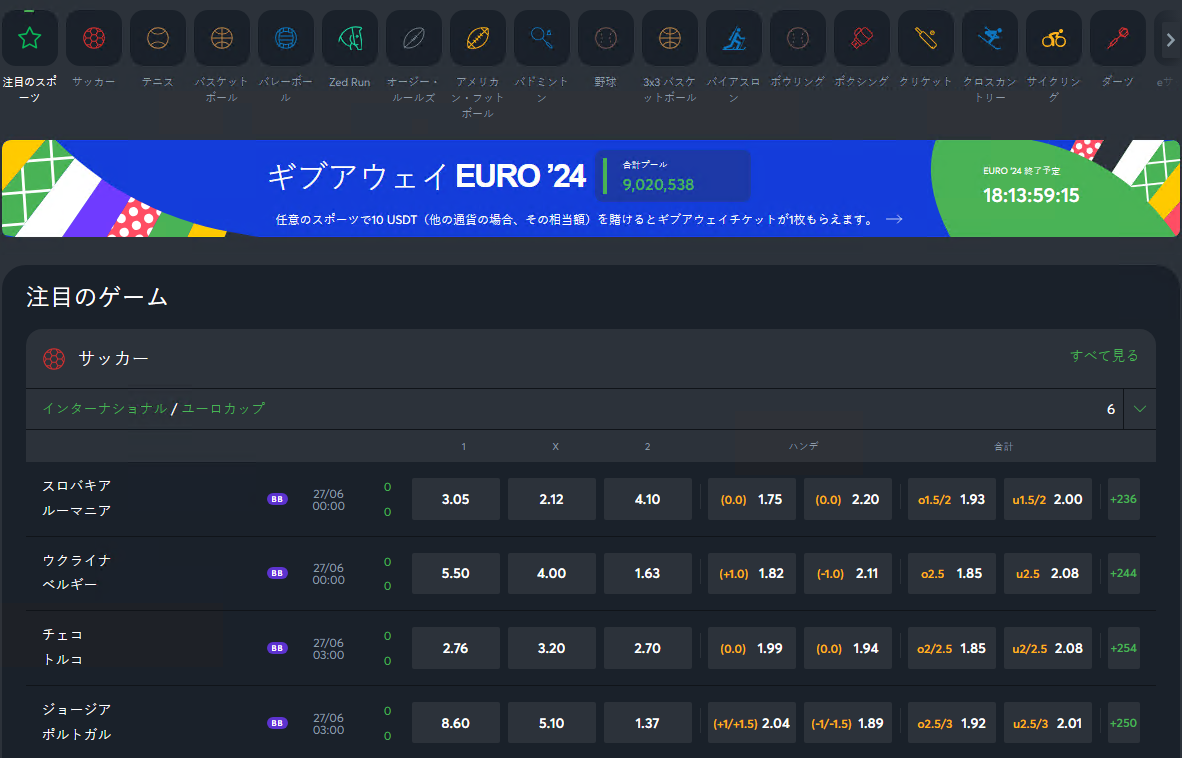 注目のスポ
ーツ
サッカー
テニス
バスケット
ボール
バレーボー
ル
Zed Run
オージー・
ルールズ
アメリカ
ン・フット
ボール
バドミント
ン
野球
3x3 バスケ
ットボール
バイアスロ
ン
ボウリング
ボクシング
クリケット
クロスカン
トリー
サイクリン
グ
ダーツ
eサ
ギブアウェイ EURO ’24
合計プール
9,020,538
任意のスポーツで10 USDT（他の通貨の場合、その相当額）を賭けるとギブアウェイチケットが1枚もらえます。
EURO '24 終了予定
18:13:59:15
注目のゲーム
サッカー すべて見る
インターナショナル / ユーロカップ 6
1 X 2 ハンデ 合計
スロバキア
ルーマニア
BB 27/06
00:00
0
0
3.05 2.12 4.10 (0.0) 1.75 (0.0) 2.20 o1.5/2 1.93 u1.5/2 2.00 +236
ウクライナ
ベルギー
BB 27/06
00:00
0
0
5.50 4.00 1.63 (+1.0) 1.82 (-1.0) 2.11 o2.5 1.85 u2.5 2.08 +244
チェコ
トルコ
BB 27/06
03:00
0
0
2.76 3.20 2.70 (0.0) 1.99 (0.0) 1.94 o2/2.5 1.85 u2/2.5 2.08 +254
ジョージア
ポルトガル
BB 27/06
03:00
0
0
8.60 5.10 1.37 (+1/+1.5) 2.04 (-1/-1.5) 1.89 o2.5/3 1.92 u2.5/3 2.01 +250